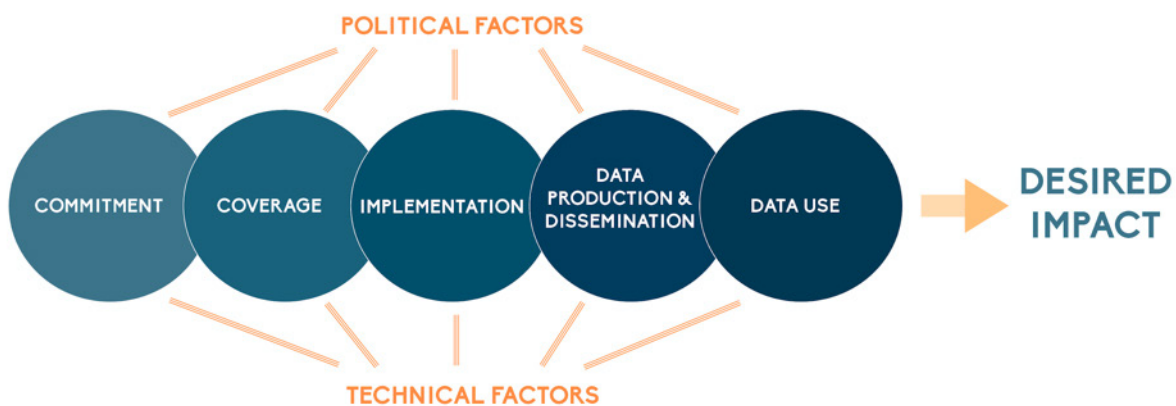 POLITICAL FACTORS
COMMITMENT
COVERAGE
IMPLEMENTATION
DATA
PRODUCTION &
DISSEMINATION
DATA USE
DESIRED
IMPACT
TECHNICAL FACTORS